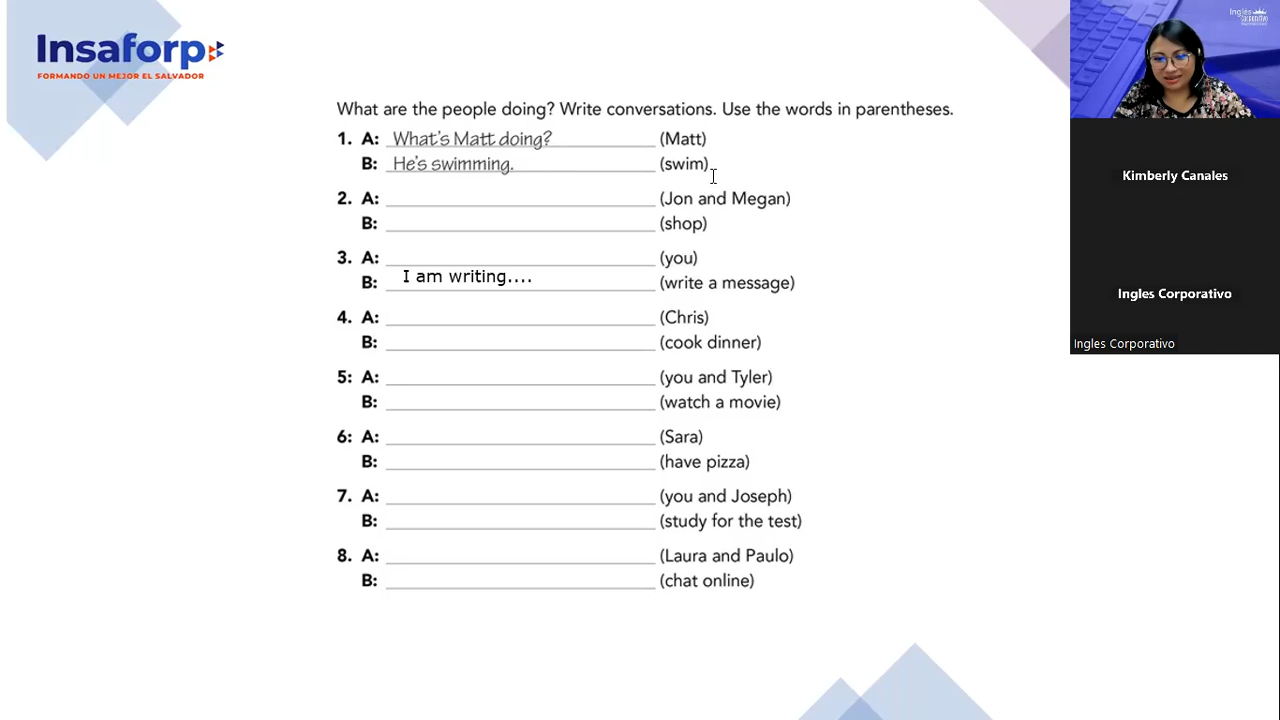 Insaforp
FORMANDO UN MEJOR EL SALVADOR
What are the people doing? Write conversations. Use the words in parentheses.
1. A: What's Matt doing? (Matt)
B: He's swimming. (swim)
2. A: (Jon and Megan)
B: (shop)
3. A: (you)
B: I am writing.... (write a message)
4. A: (Chris)
B: (cook dinner)
5: A: (you and Tyler)
B: (watch a movie)
6: A: (Sara)
B: (have pizza)
7. A: (you and Joseph)
B: (study for the test)
8. A: (Laura and Paulo)
B: (chat online)
Ingles
Corporativo
Kimberly Canales
Ingles Corporativo
Ingles Corporativo